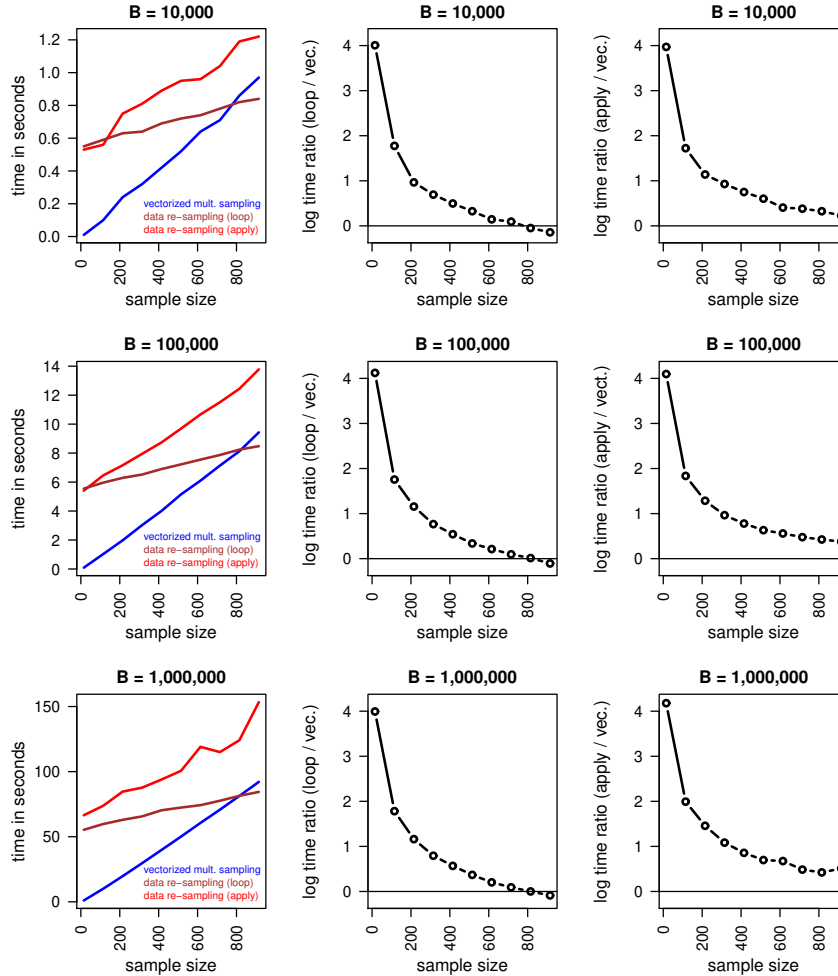 B = 10,000
time in seconds
1.2
1.0
0.8
0.6
0.4
0.2
0.0
vectorized mult. sampling
data re−sampling (loop)
data re−sampling (apply)
0
200
400
600
800
sample size
B = 10,000
log time ratio (loop / vec.)
4
3
2
1
0
0
200
400
600
800
sample size
B = 10,000
log time ratio (apply / vec.)
4
3
2
1
0
0
200
400
600
800
sample size
B = 100,000
time in seconds
14
12
10
8
6
4
2
0
vectorized mult. sampling
data re−sampling (loop)
data re−sampling (apply)
0
200
400
600
800
sample size
B = 100,000
log time ratio (loop / vec.)
4
3
2
1
0
0
200
400
600
800
sample size
B = 100,000
log time ratio (apply / vect.)
4
3
2
1
0
0
200
400
600
800
sample size
B = 1,000,000
time in seconds
150
100
50
0
vectorized mult. sampling
data re−sampling (loop)
data re−sampling (apply)
0
200
400
600
800
sample size
B = 1,000,000
log time ratio (loop / vec.)
4
3
2
1
0
0
200
400
600
800
sample size
B = 1,000,000
log time ratio (apply / vec.)
4
3
2
1
0
0
200
400
600
800
sample size